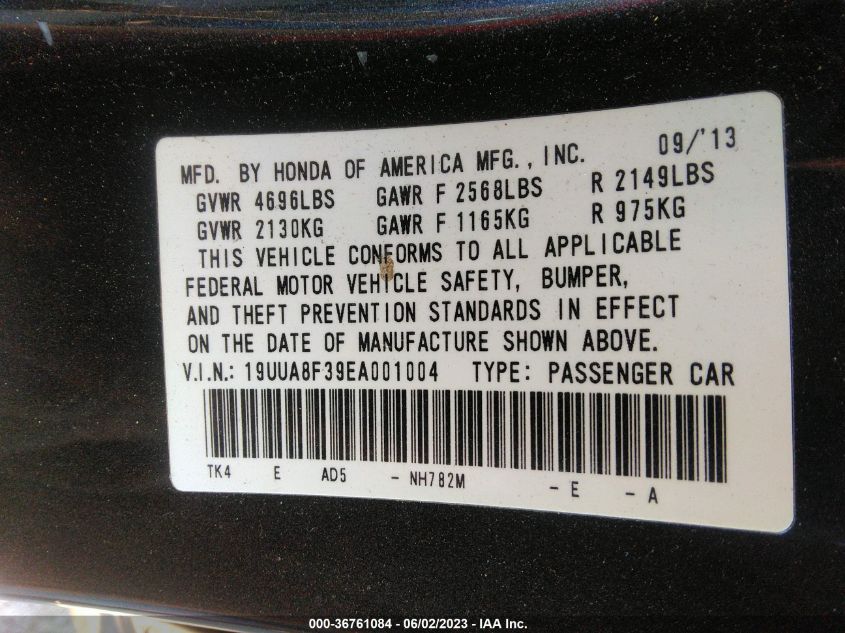 09/'13
MFD. BY HONDA OF AMERICA MFG., INC.
GVWR 4696LBS GAWR F 2568LBS R 2149LBS
GVWR 2130KG GAWR F 1165KG R 975KG
THIS VEHICLE CONFORMS TO ALL APPLICABLE
FEDERAL MOTOR VEHICLE SAFETY, BUMPER,
AND THEFT PREVENTION STANDARDS IN EFFECT
ON THE DATE OF MANUFACTURE SHOWN ABOVE.
V.I.N.: 19UUA8F39EA001004 TYPE: PASSENGER CAR
TK4 E AD5 - NH782M - E - A
000-36761084 - 06/02/2023 - IAA Inc.